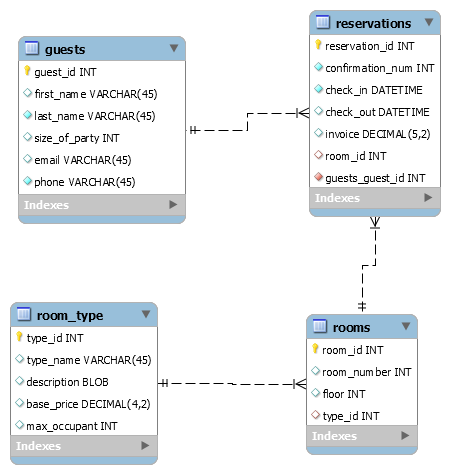 guests
guest_id INT
first_name VARCHAR(45)
last_name VARCHAR(45)
size_of_party INT
email VARCHAR(45)
phone VARCHAR(45)
Indexes
reservations
reservation_id INT
confirmation_num INT
check_in DATETIME
check_out DATETIME
invoice DECIMAL(5,2)
room_id INT
guests_guest_id INT
Indexes
room_type
type_id INT
type_name VARCHAR(45)
description BLOB
base_price DECIMAL(4,2)
max_occupant INT
Indexes
rooms
room_id INT
room_number INT
floor INT
type_id INT
Indexes